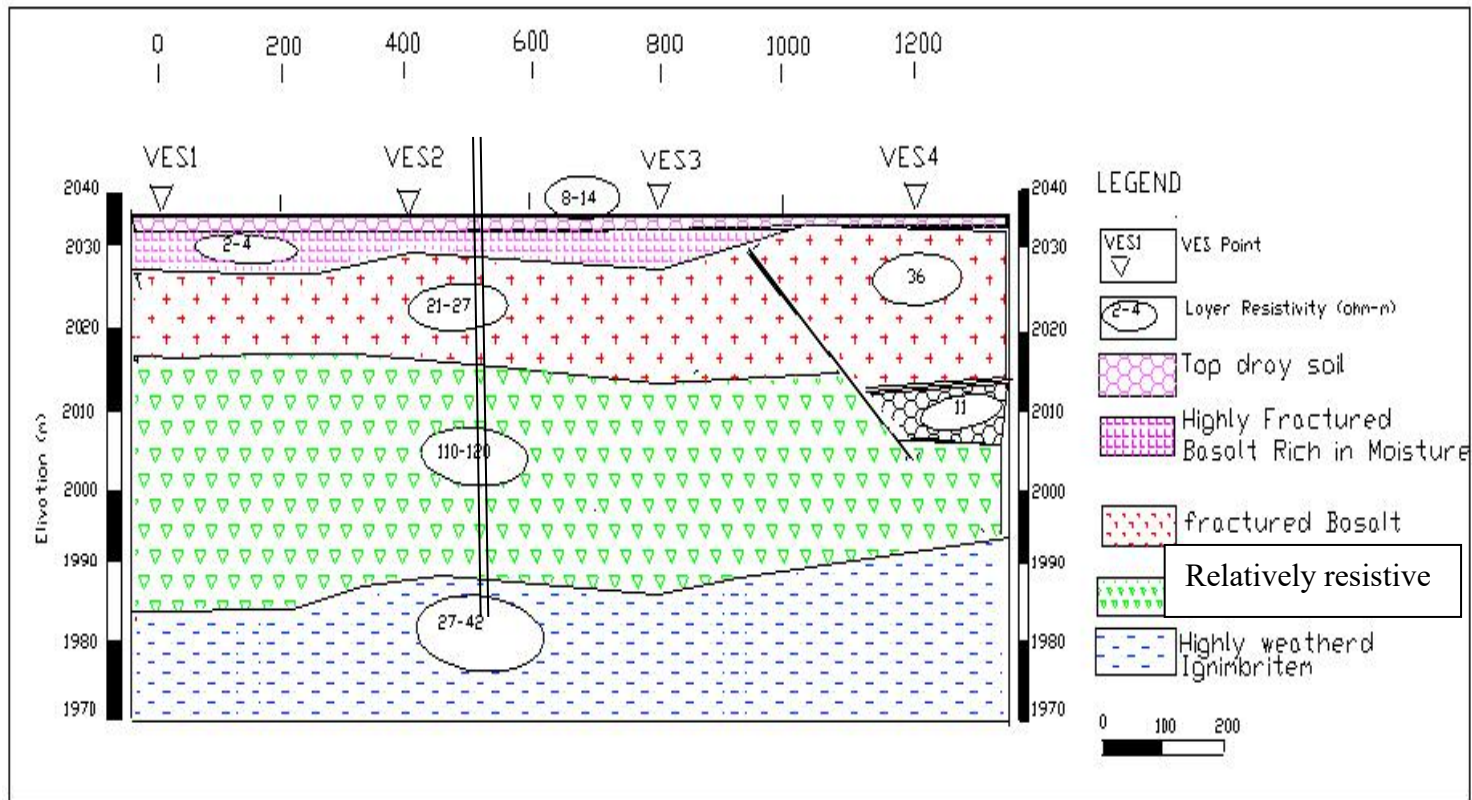 0 200 400 600 800 1000 1200
VES1 VES2 VES3 VES4
8-14
2040
2030
2020
2010
2000
1990
1980
1970
Elivotion (m)
2-4
21-27
36
11
110-120
27-42
2040
2030
2020
2010
2000
1990
1980
1970
LEGEND
VES1
VES Point
2-4
Loyer Resistivity (ohm-m)
Top droy soil
Highly Fractured
Basalt Rich in Moisture
fractured Basalt
Relatively resistive
Highly weatherd
Ignimbritem
0 100 200